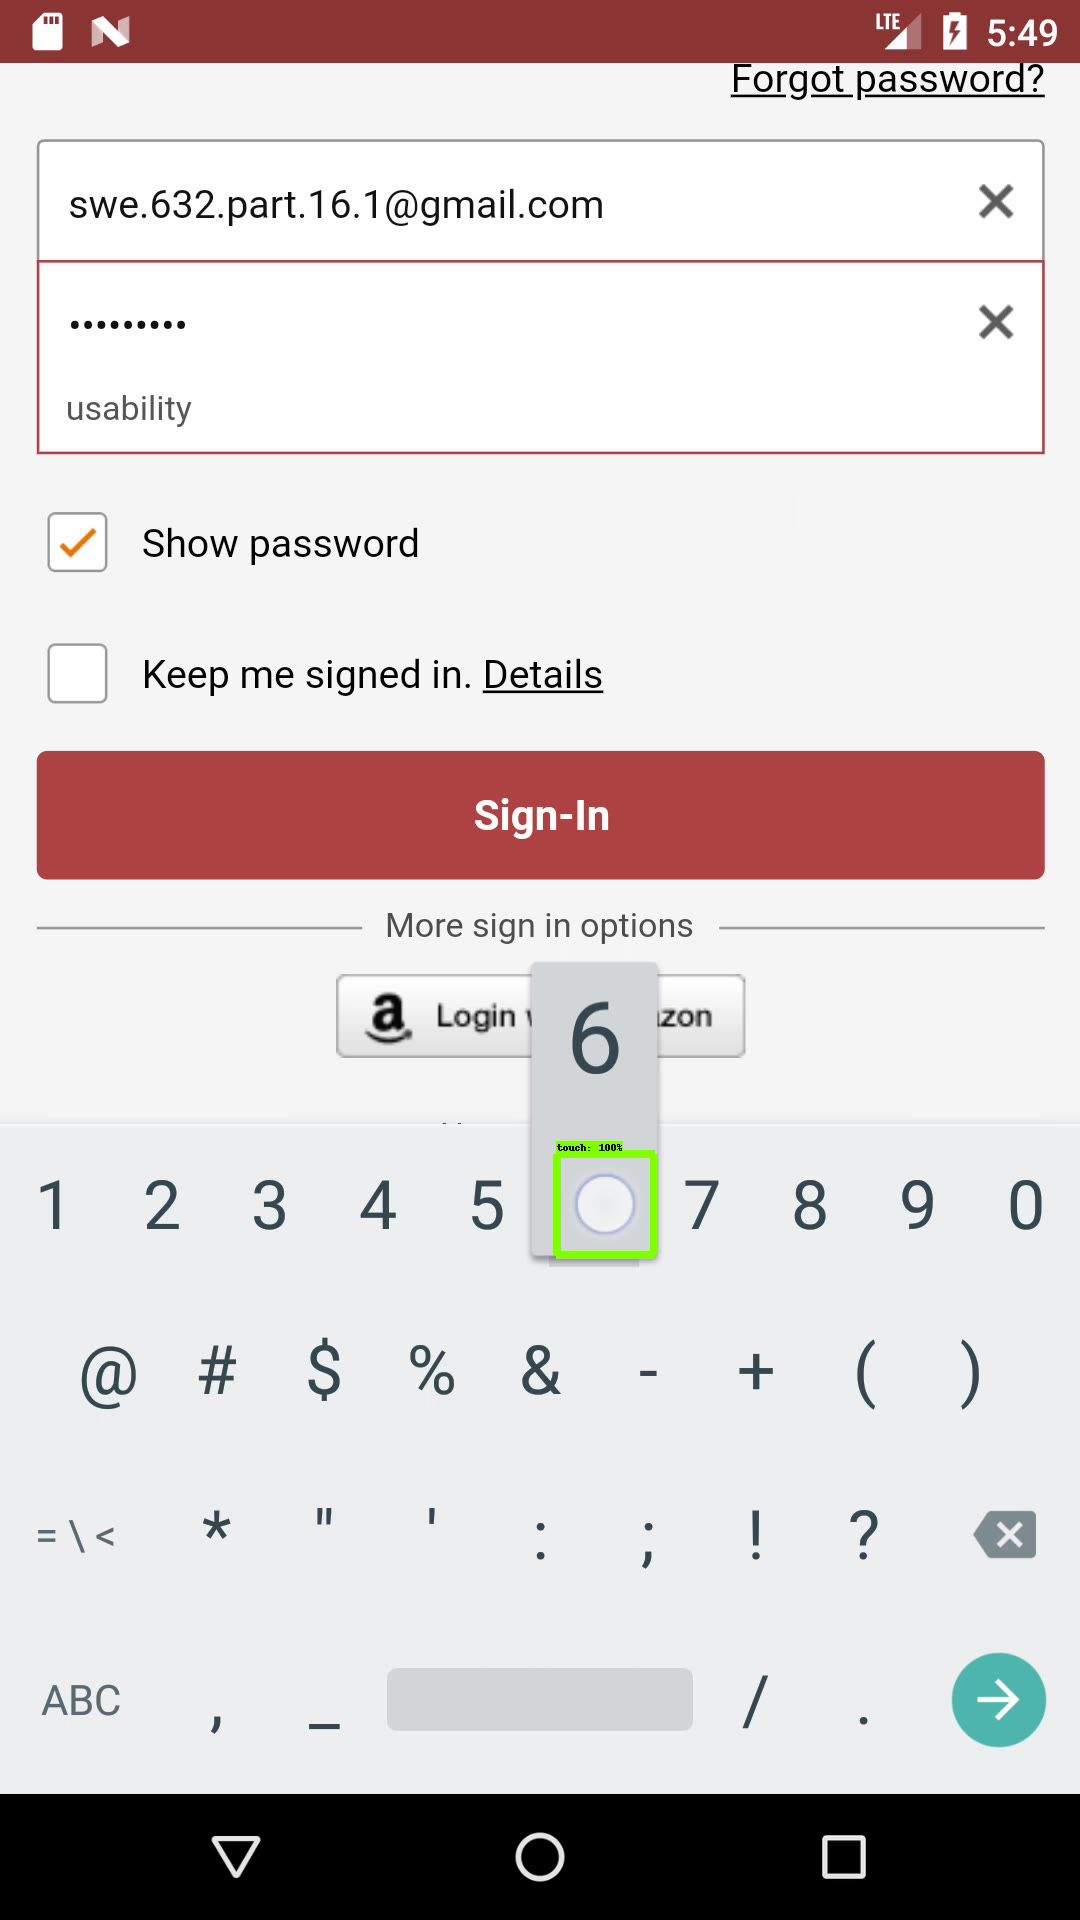 LTE 5:49
Forgot password?
swe.632.part.16.1@gmail.com
•••••••••
usability
Show password
Keep me signed in. Details
Sign-In
More sign in options
a Login zon
6
touch: 100%
1 2 3 4 5 7 8 9 0
@ # $ % & - + ( )
= \ < * " ' : ; ! ?
ABC , _ / .